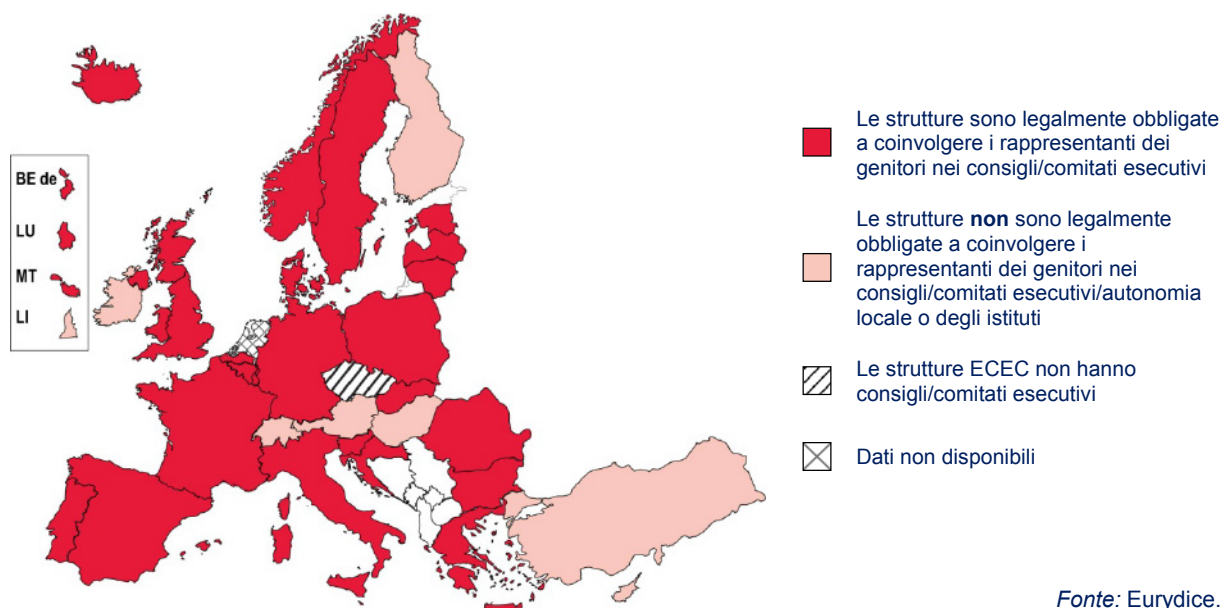 BE de
LU
MT
LI
Le strutture sono legalmente obbligate
a coinvolgere i rappresentanti dei
genitori nei consigli/comitati esecutivi
Le strutture non sono legalmente
obbligate a coinvolgere i
rappresentanti dei genitori nei
consigli/comitati esecutivi/autonomia
locale o degli istituti
Le strutture ECEC non hanno
consigli/comitati esecutivi
Dati non disponibili
Fonte: Eurydice.